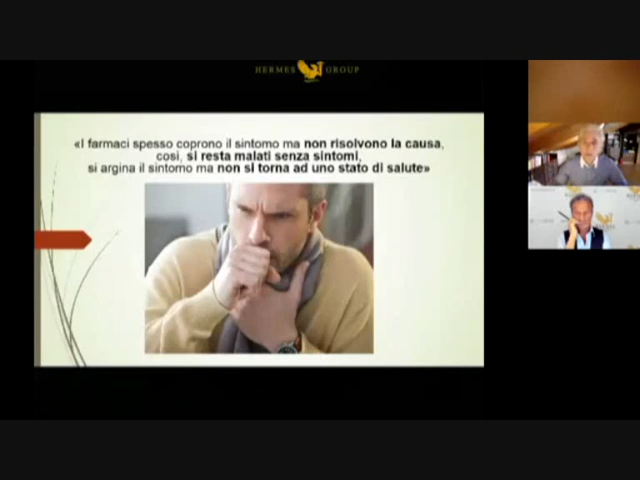 HERMES GROUP
«I farmaci spesso coprono il sintomo ma non risolvono la causa,
così, si resta malati senza sintomi,
si argina il sintomo ma non si torna ad uno stato di salute»